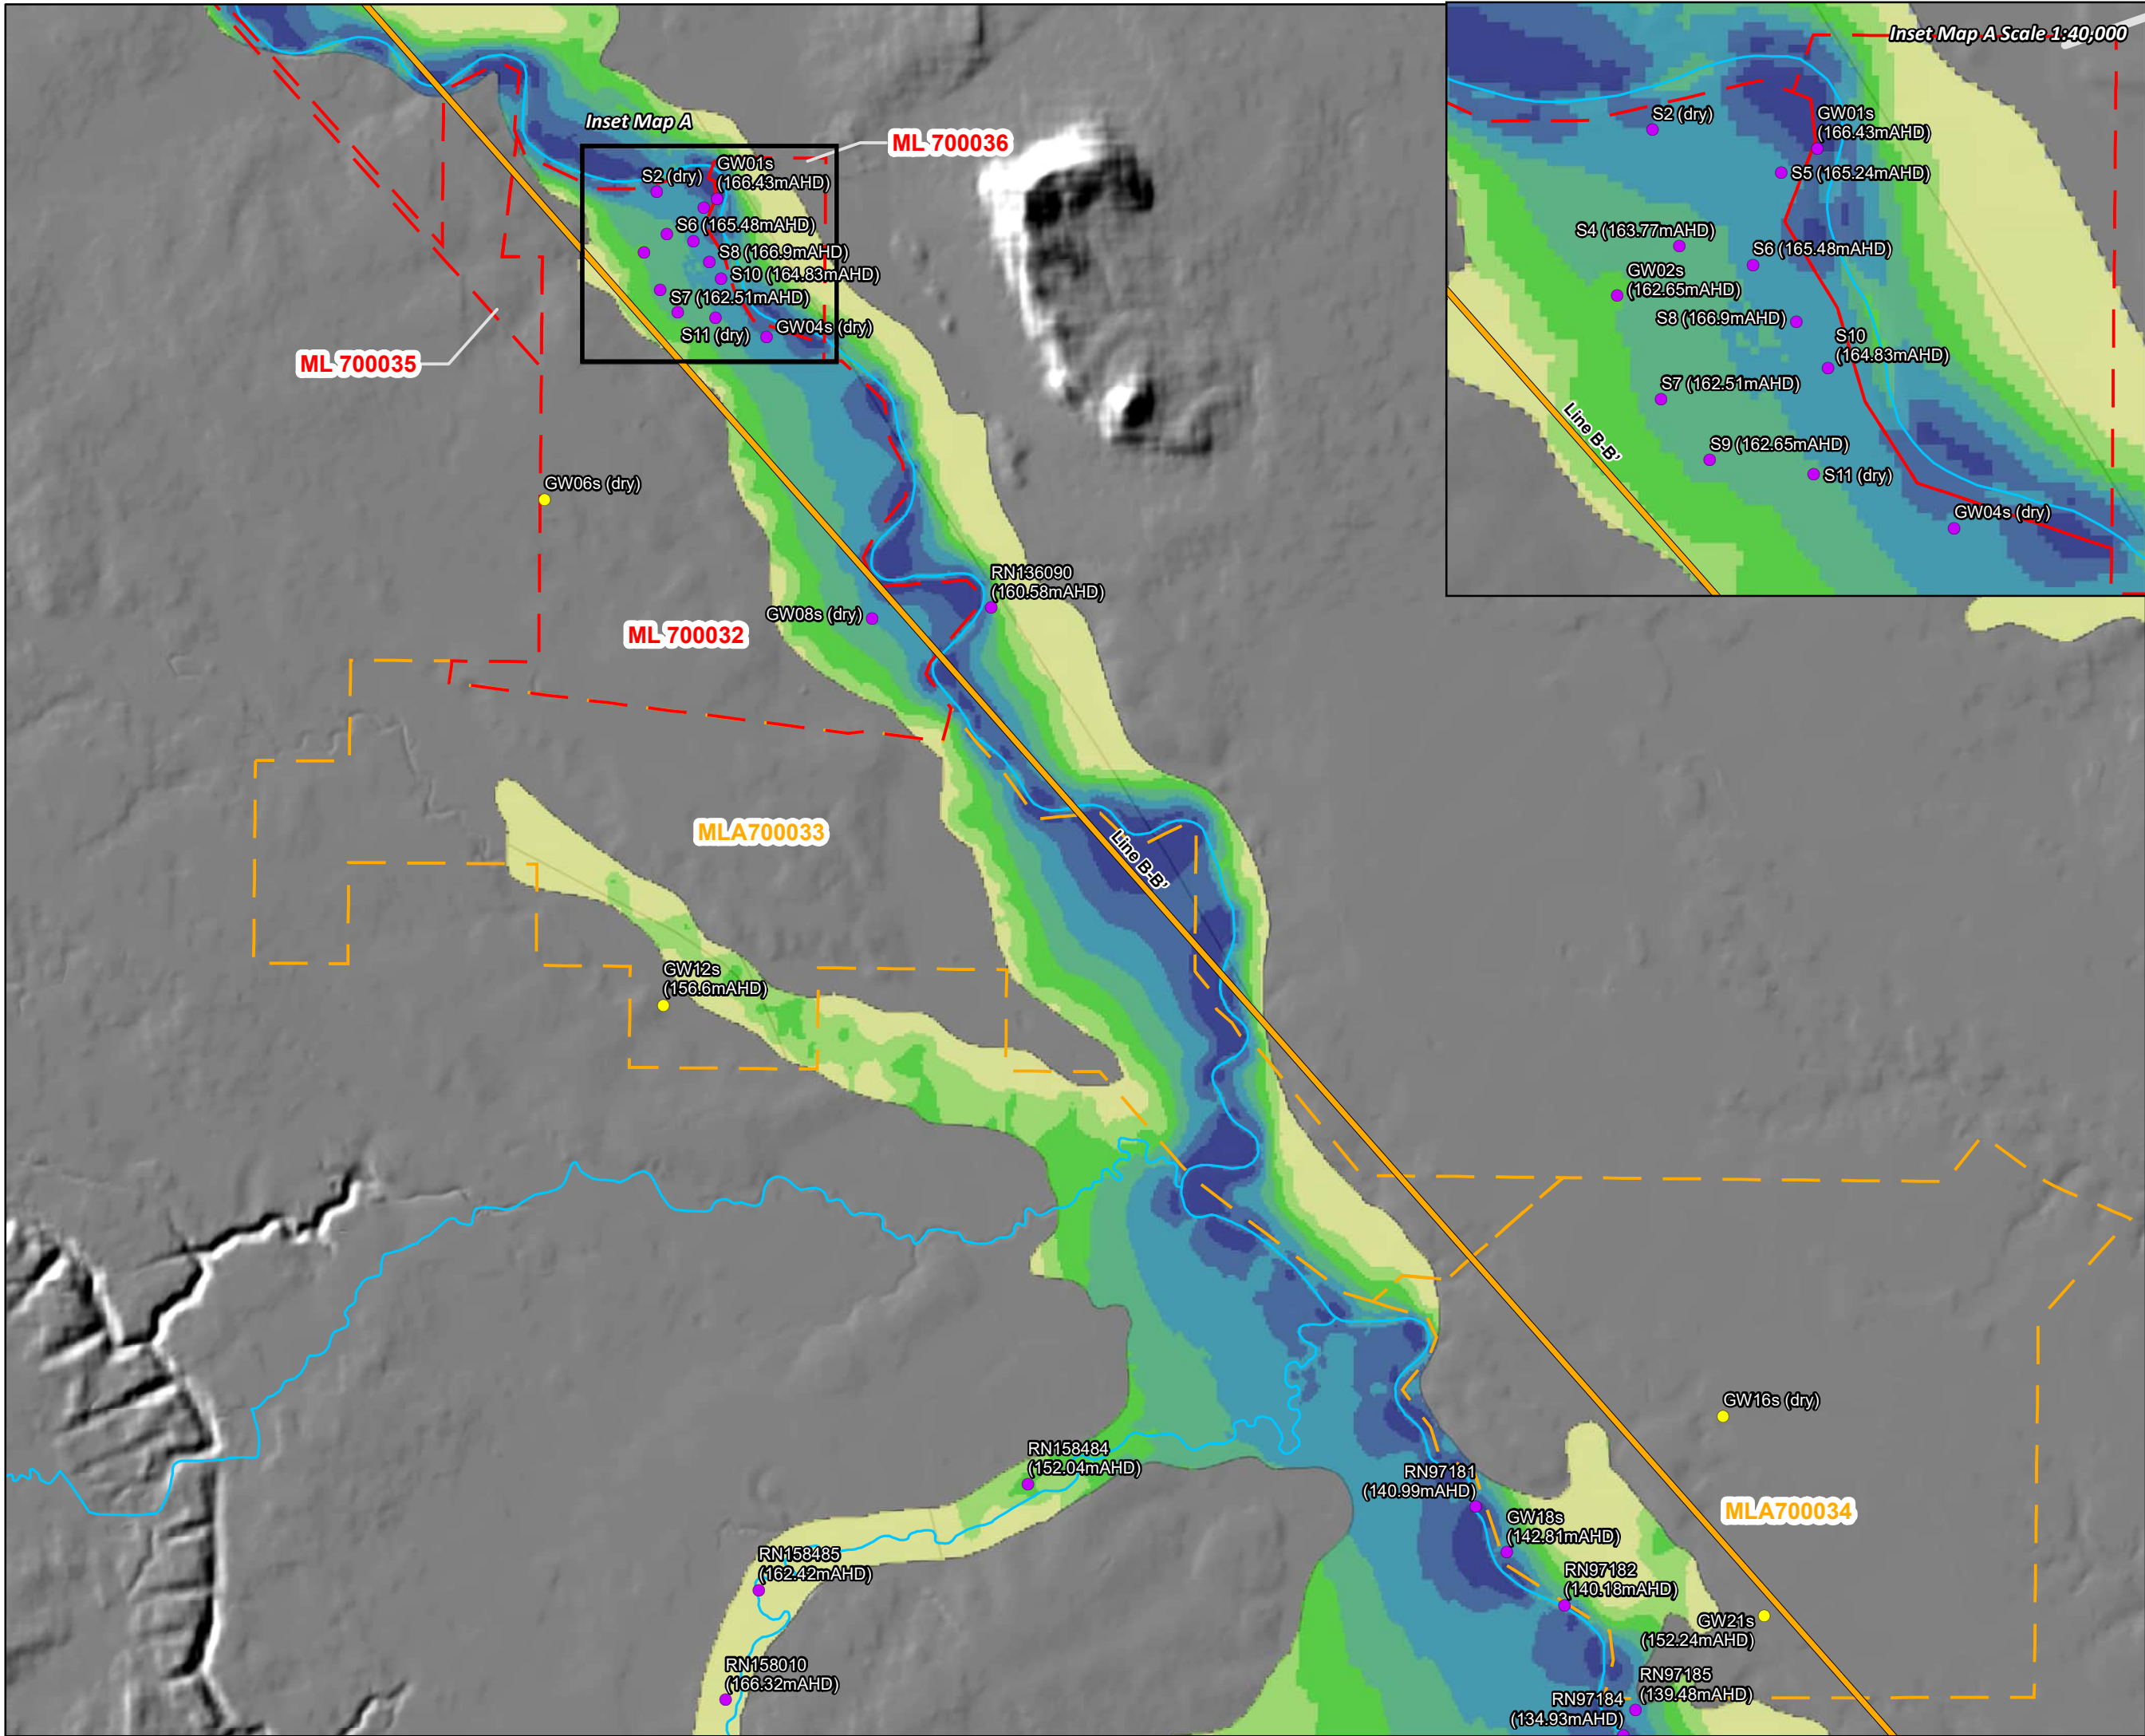 Inset Map A
ML 700036
S2 (dry)
GW01s
(166.43mAHD)
S6 (165.48mAHD)
S8 (166.9mAHD)
S10 (164.83mAHD)
S7 (162.51mAHD)
S11 (dry)
GW04s (dry)
ML 700035
GW06s (dry)
RN136090
(160.58mAHD)
GW08s (dry)
ML 700032
MLA700033
Line B-B'
GW12s
(156.6mAHD)
GW16s (dry)
RN158484
(152.04mAHD)
RN97181
(140.99mAHD)
MLA700034
GW18s
(142.81mAHD)
RN158485
(162.42mAHD)
RN97182
(140.18mAHD)
GW21s
(152.24mAHD)
RN158010
(166.32mAHD)
RN97185
(139.48mAHD)
RN97184
(134.93mAHD)
Inset Map A Scale 1:40,000
S2 (dry)
GW01s
(166.43mAHD)
S5 (165.24mAHD)
S4 (163.77mAHD)
S6 (165.48mAHD)
GW02s
(162.65mAHD)
S8 (166.9mAHD)
S10
(164.83mAHD)
S7 (162.51mAHD)
Line B-B'
S9 (162.65mAHD)
S11 (dry)
GW04s (dry)